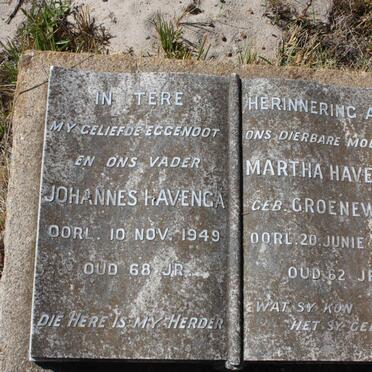 IN TERE
MY GELIEFDE EGGENOOT
EN ONS VADER
JOHANNES HAVENGA
OORL. 10 NOV. 1949
OUD 68 JR.
DIE HERE IS MY HERDER
HERINNERING A
ONS DIERBARE MOE
MARTHA HAVE
GEB. GROENEW
OORL. 20 JUNIE
OUD 62 JR
WAT SY KON
HET SY GE